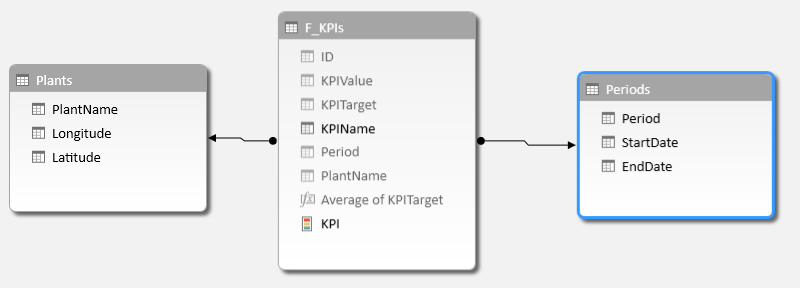 Plants
PlantName
Longitude
Latitude
F_KPIs
ID
KPIValue
KPITarget
KPIName
Period
PlantName
fx Average of KPITarget
KPI
Periods
Period
StartDate
EndDate